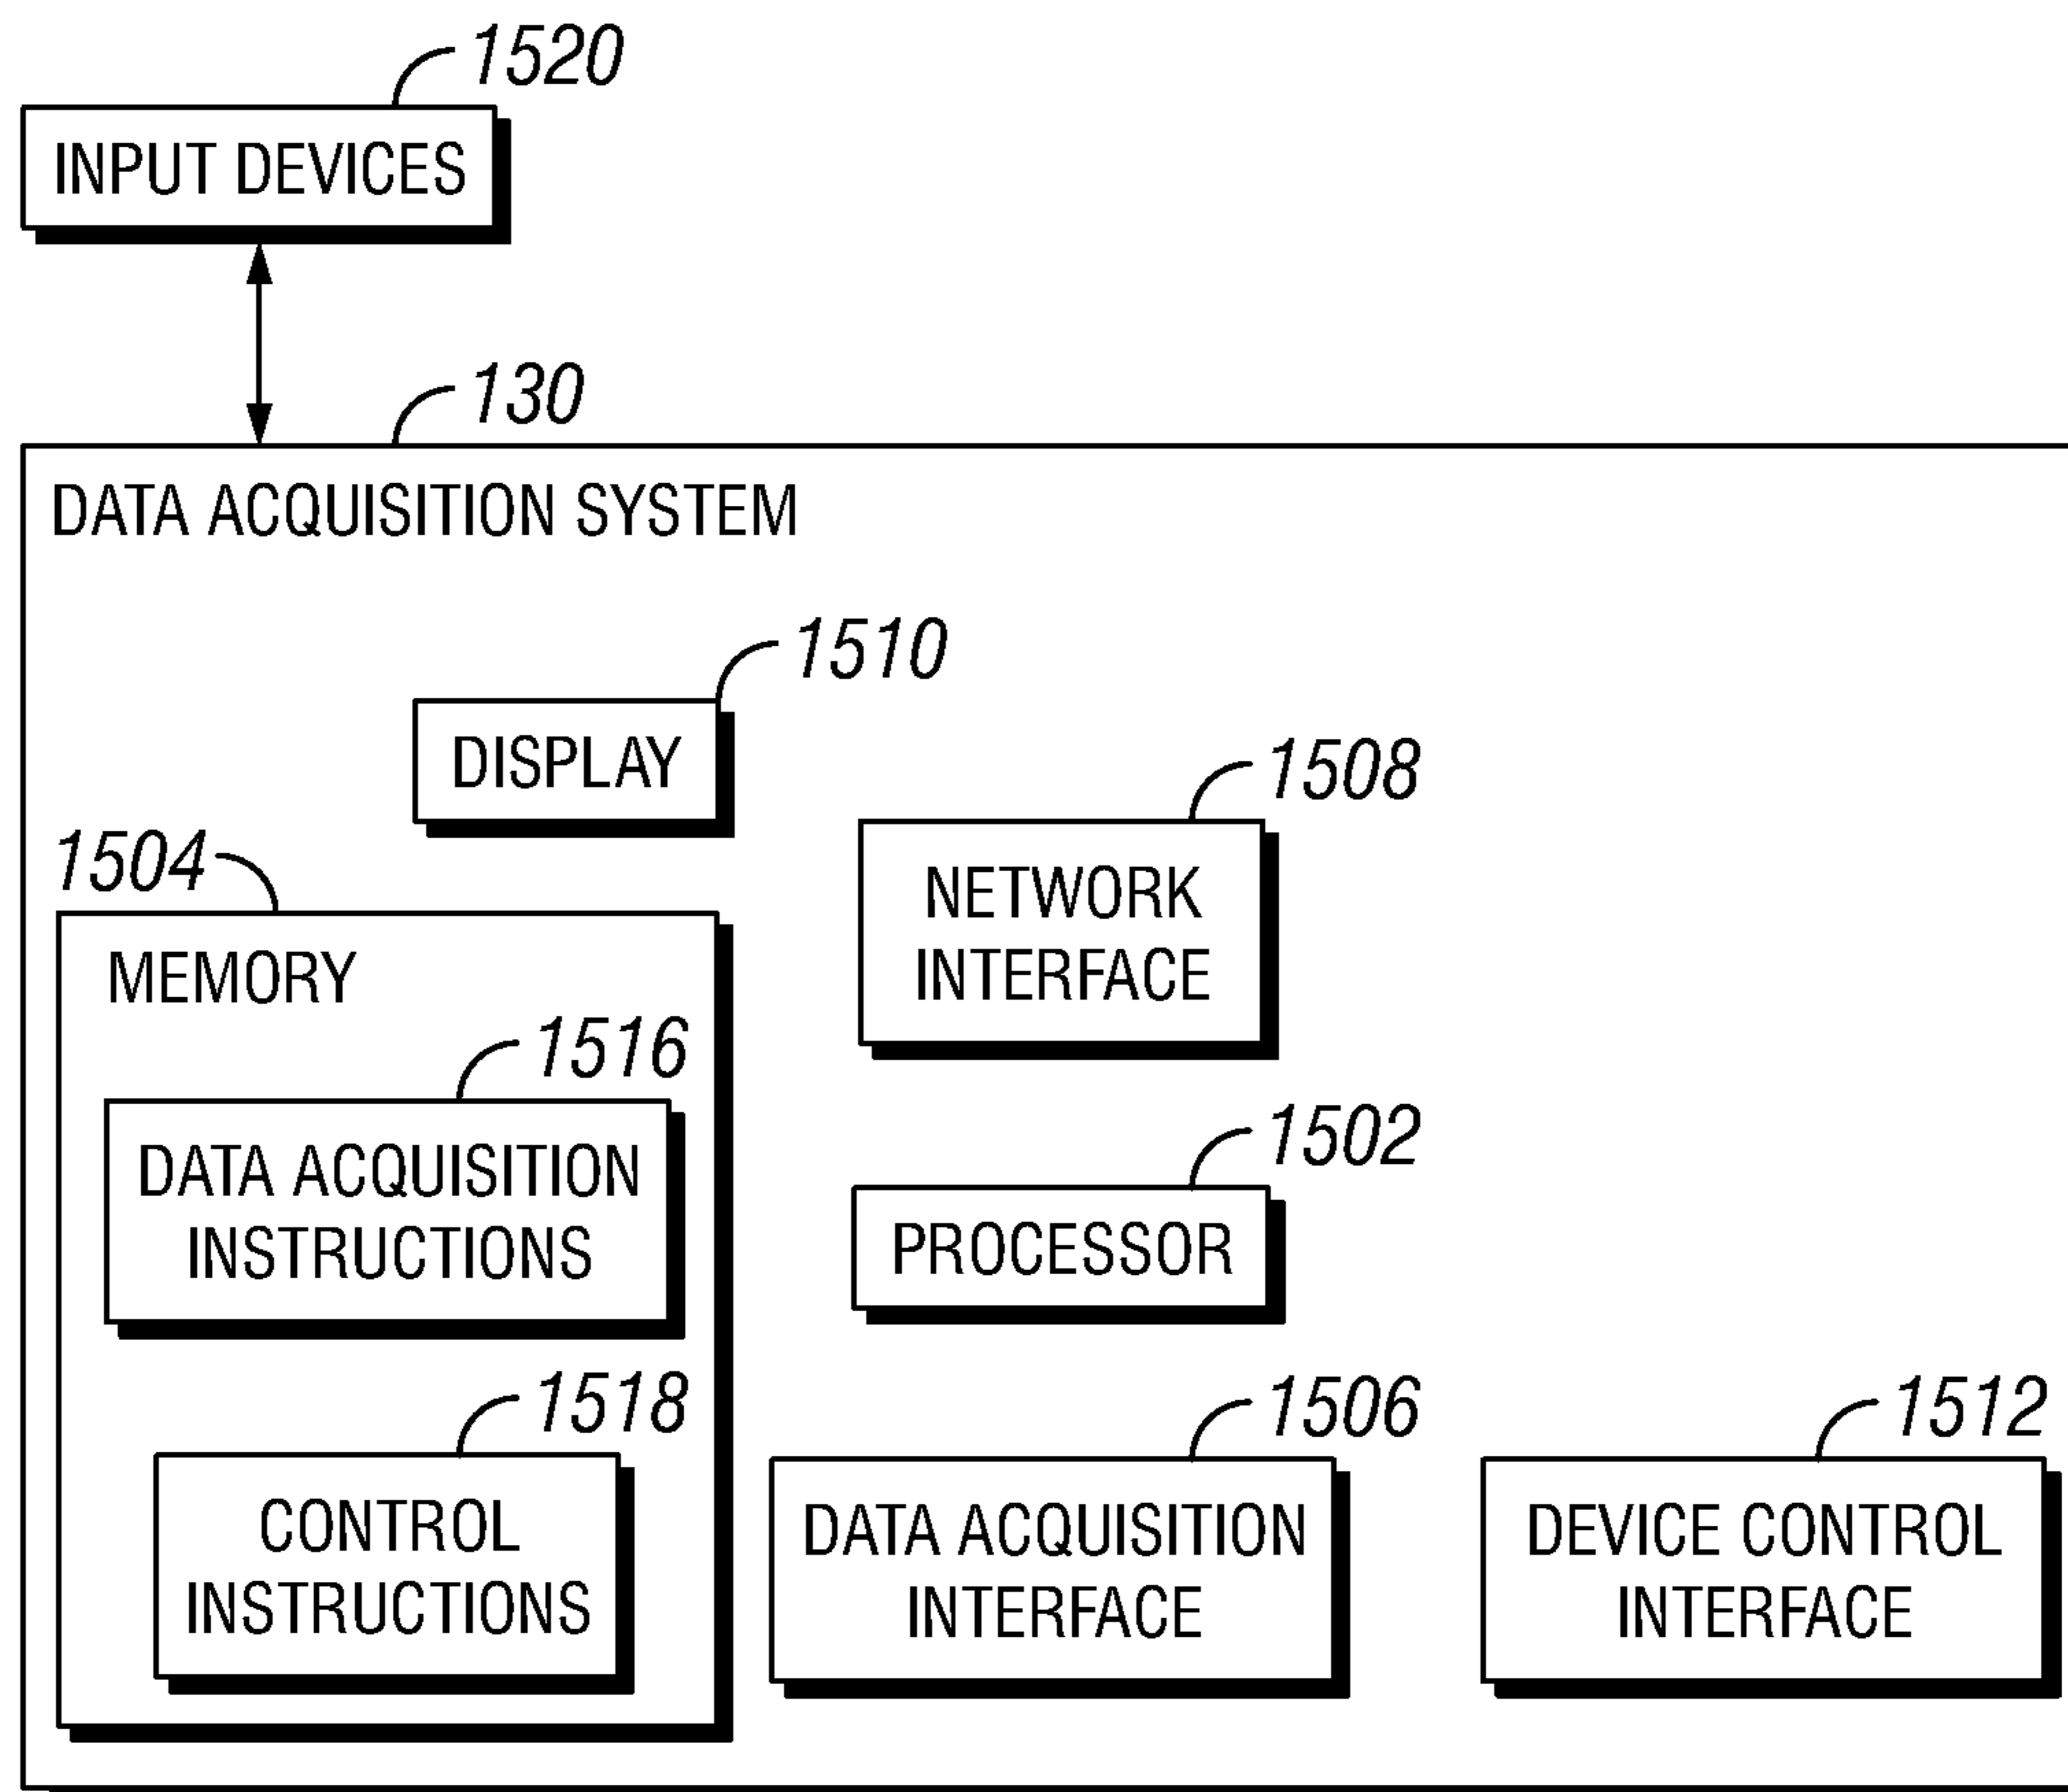 1520
INPUT DEVICES
130
DATA ACQUISITION SYSTEM
1510
DISPLAY
1508
NETWORK
INTERFACE
1504
MEMORY
1516
DATA ACQUISITION
INSTRUCTIONS
1502
PROCESSOR
1518
CONTROL
INSTRUCTIONS
1506
DATA ACQUISITION
INTERFACE
1512
DEVICE CONTROL
INTERFACE